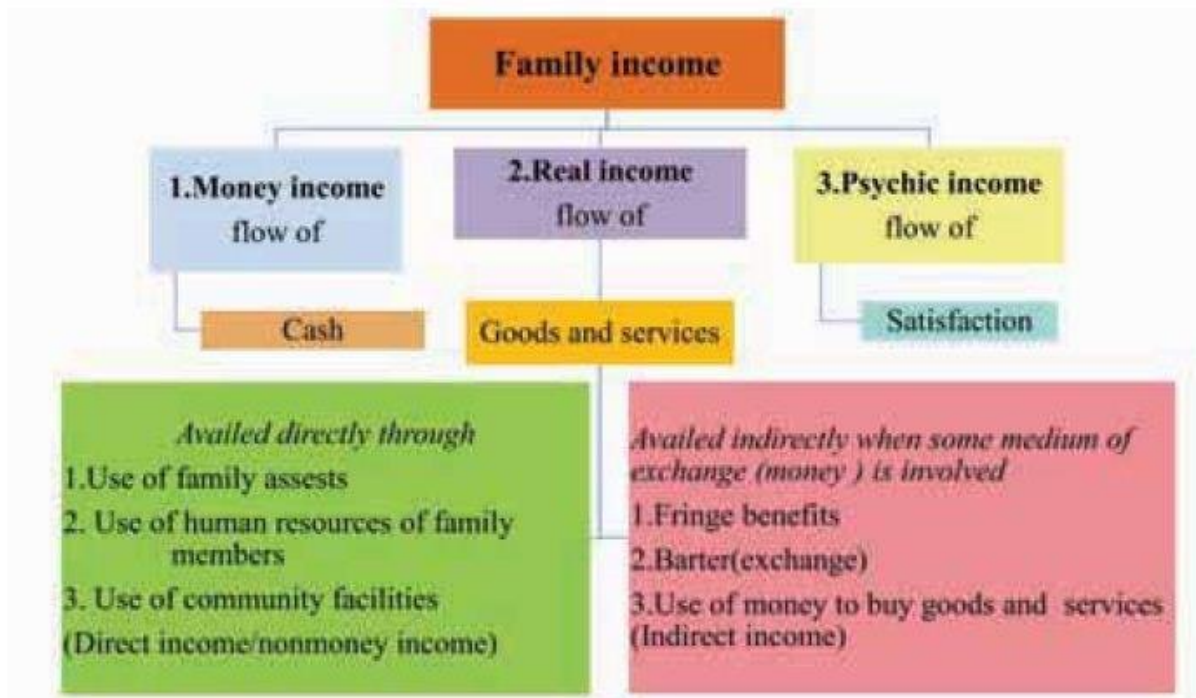 Family income
1.Money income
flow of
2.Real income
flow of
3.Psychic income
flow of
Cash
Goods and services
Satisfaction
Availed directly through
1.Use of family assests
2. Use of human resources of family
members
3. Use of community facilities
(Direct income/nonmoney income)
Availed indirectly when some medium of
exchange (money ) is involved
1.Fringe benefits
2.Barter(exchange)
3.Use of money to buy goods and services
(Indirect income)